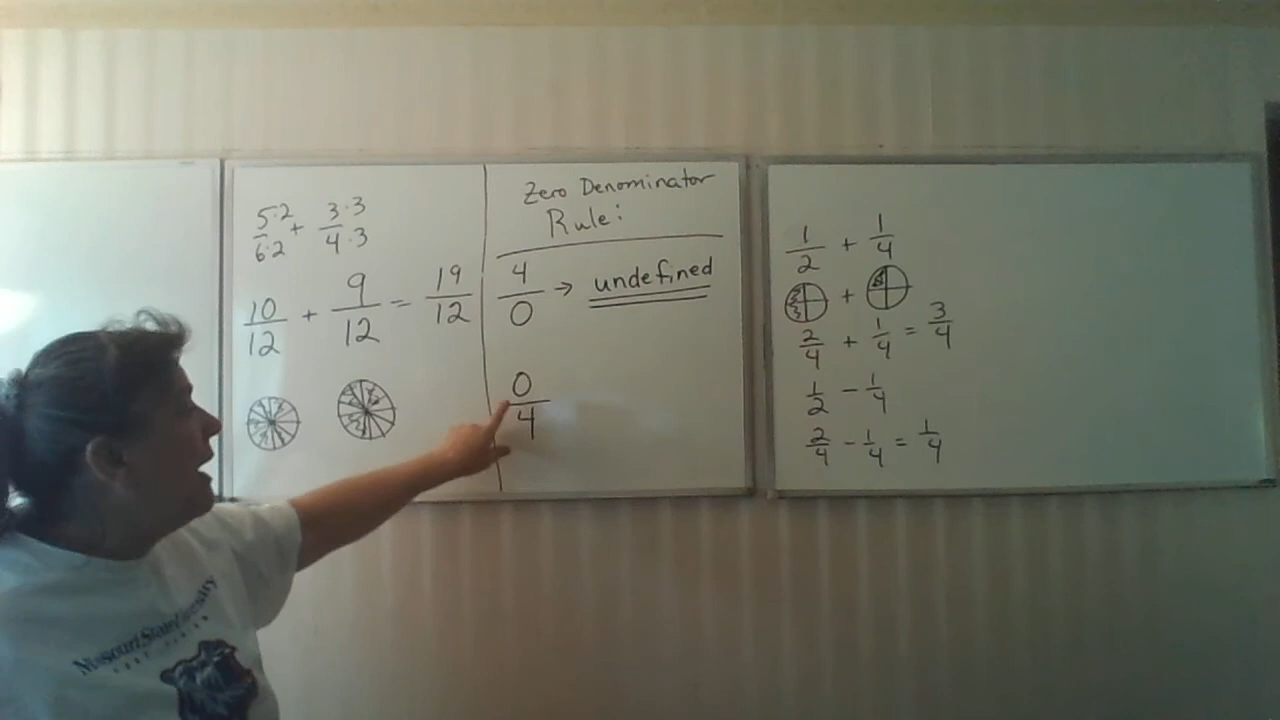 5·2/6·2 + 3·3/4·3
10/12 + 9/12 = 19/12
Zero Denominator
Rule:
4/0 → undefined
0/4
1/2 + 1/4
+
2/4 + 1/4 = 3/4
1/2 - 1/4
2/4 - 1/4 = 1/4
Missouri State University